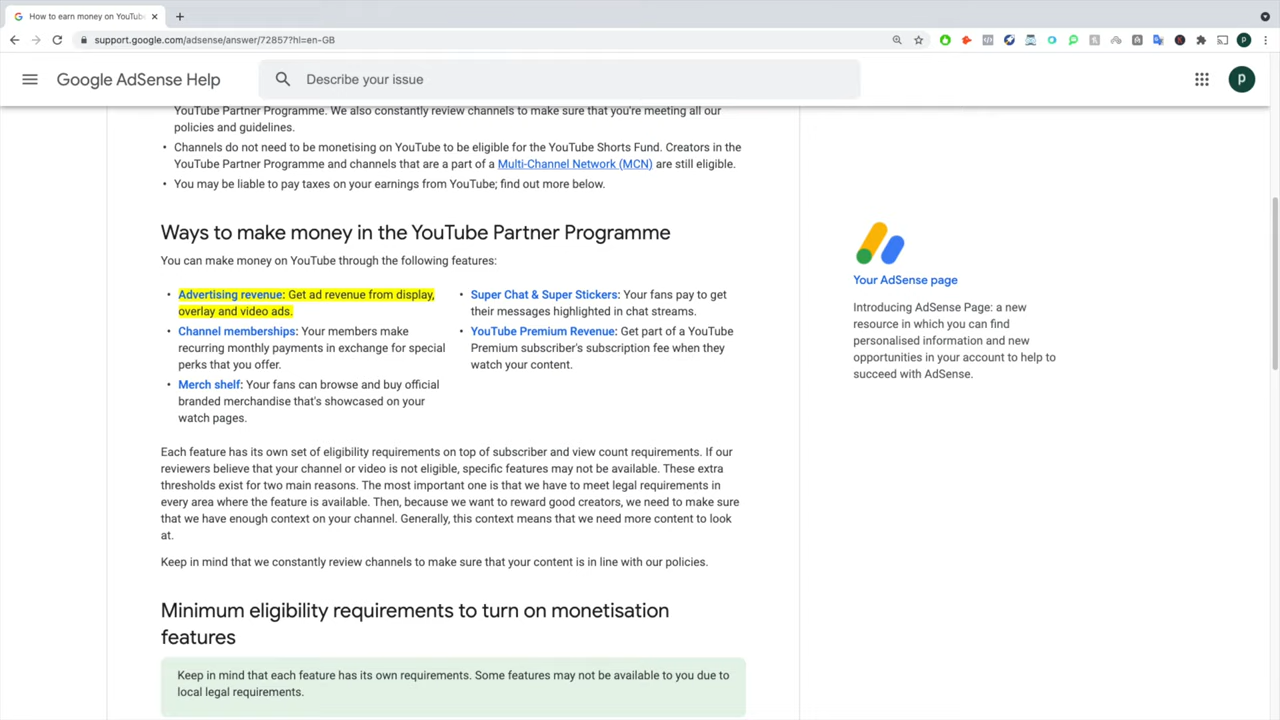 How to earn money on YouTub
support.google.com/adsense/answer/72857?hl=en-GB
P
Google AdSense Help
Describe your issue
p
YouTube Partner Programme. We also constantly review channels to make sure that you're meeting all our
policies and guidelines.
• Channels do not need to be monetising on YouTube to be eligible for the YouTube Shorts Fund. Creators in the
YouTube Partner Programme and channels that are a part of a Multi-Channel Network (MCN) are still eligible.
• You may be liable to pay taxes on your earnings from YouTube; find out more below.
Ways to make money in the YouTube Partner Programme
You can make money on YouTube through the following features:
• Advertising revenue: Get ad revenue from display,
overlay and video ads.
• Channel memberships: Your members make
recurring monthly payments in exchange for special
perks that you offer.
• Merch shelf: Your fans can browse and buy official
branded merchandise that's showcased on your
watch pages.
• Super Chat & Super Stickers: Your fans pay to get
their messages highlighted in chat streams.
• YouTube Premium Revenue: Get part of a YouTube
Premium subscriber's subscription fee when they
watch your content.
Each feature has its own set of eligibility requirements on top of subscriber and view count requirements. If our
reviewers believe that your channel or video is not eligible, specific features may not be available. These extra
thresholds exist for two main reasons. The most important one is that we have to meet legal requirements in
every area where the feature is available. Then, because we want to reward good creators, we need to make sure
that we have enough context on your channel. Generally, this context means that we need more content to look
at.
Keep in mind that we constantly review channels to make sure that your content is in line with our policies.
Minimum eligibility requirements to turn on monetisation
features
Keep in mind that each feature has its own requirements. Some features may not be available to you due to
local legal requirements.
Your AdSense page
Introducing AdSense Page: a new
resource in which you can find
personalised information and new
opportunities in your account to help to
succeed with AdSense.